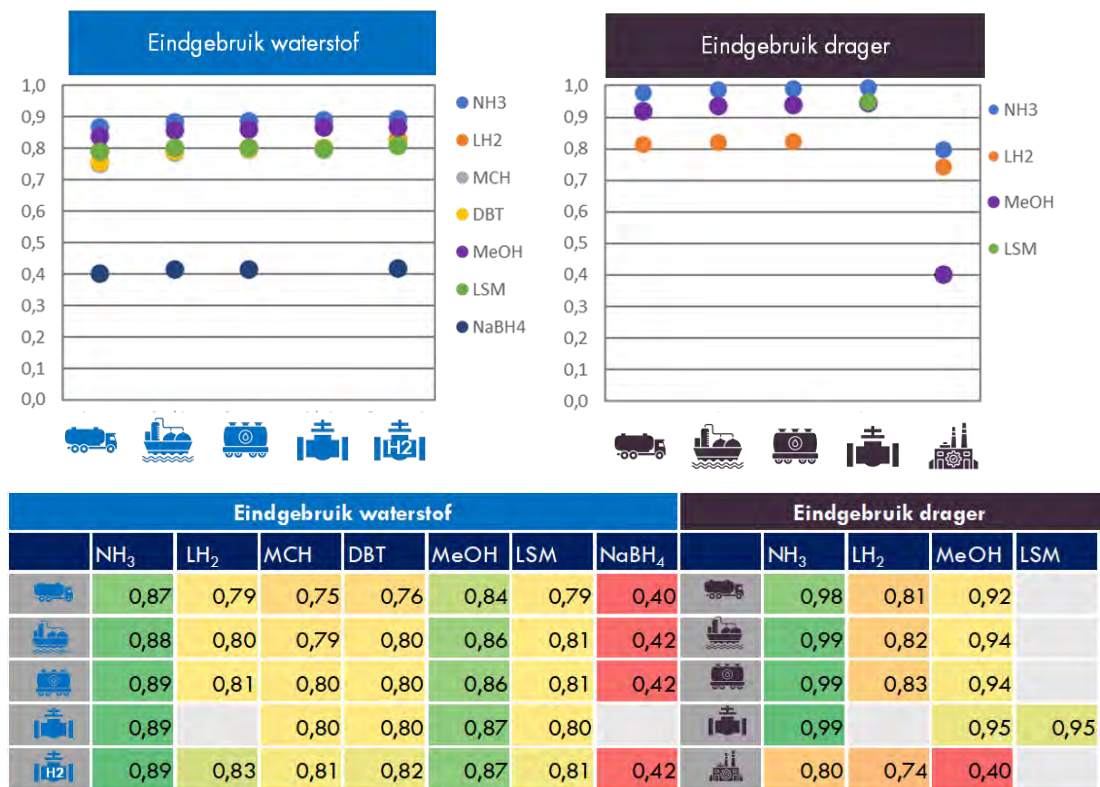 Eindgebruik waterstof
1,0
0,9
0,8
0,7
0,6
0,5
0,4
0,3
0,2
0,1
0,0
NH3
LH2
MCH
DBT
MeOH
LSM
NaBH4
H2
Eindgebruik drager
1,0
0,9
0,8
0,7
0,6
0,5
0,4
0,3
0,2
0,1
0,0
NH3
LH2
MeOH
LSM
Eindgebruik waterstof Eindgebruik drager
NH₃ LH₂ MCH DBT MeOH LSM NaBH₄ NH₃ LH₂ MeOH LSM
0,87 0,79 0,75 0,76 0,84 0,79 0,40 0,98 0,81 0,92
0,88 0,80 0,79 0,80 0,86 0,81 0,42 0,99 0,82 0,94
0,89 0,81 0,80 0,80 0,86 0,81 0,42 0,99 0,83 0,94
0,89 0,80 0,80 0,87 0,80 0,99 0,95 0,95
H2 0,89 0,83 0,81 0,82 0,87 0,81 0,42 0,80 0,74 0,40